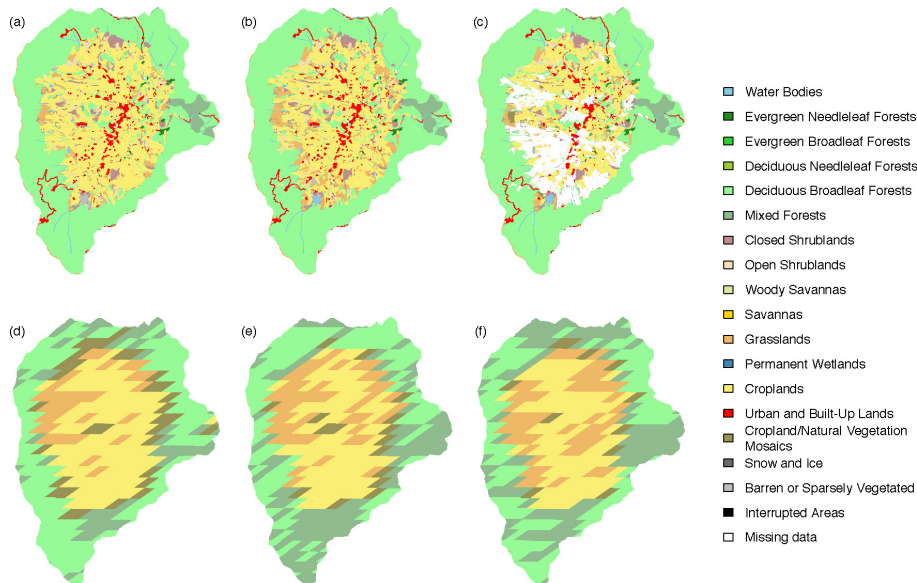 (a)
(b)
(c)
Water Bodies
Evergreen Needleleaf Forests
Evergreen Broadleaf Forests
Deciduous Needleleaf Forests
Deciduous Broadleaf Forests
Mixed Forests
Closed Shrublands
Open Shrublands
Woody Savannas
Savannas
Grasslands
Permanent Wetlands
Croplands
Urban and Built-Up Lands
Cropland/Natural Vegetation
Mosaics
Snow and Ice
Barren or Sparsely Vegetated
Interrupted Areas
Missing data
(d)
(e)
(f)